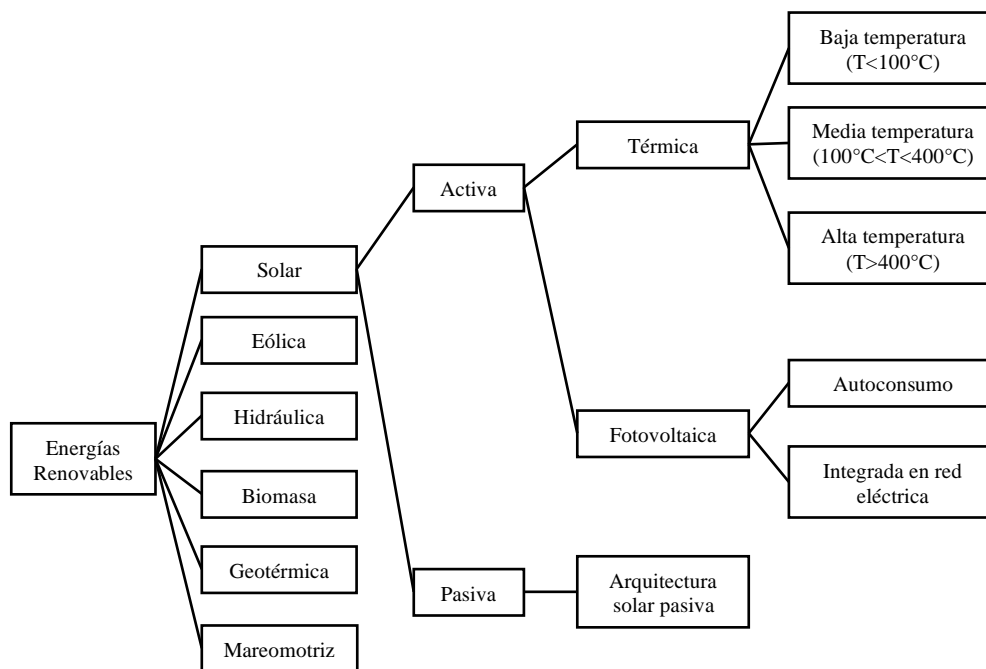 Energías
Renovables
Solar
Eólica
Hidráulica
Biomasa
Geotérmica
Mareomotriz
Activa
Pasiva
Térmica
Fotovoltaica
Arquitectura
solar pasiva
Baja temperatura
(T<100°C)
Media temperatura
(100°C<T<400°C)
Alta temperatura
(T>400°C)
Autoconsumo
Integrada en red
eléctrica